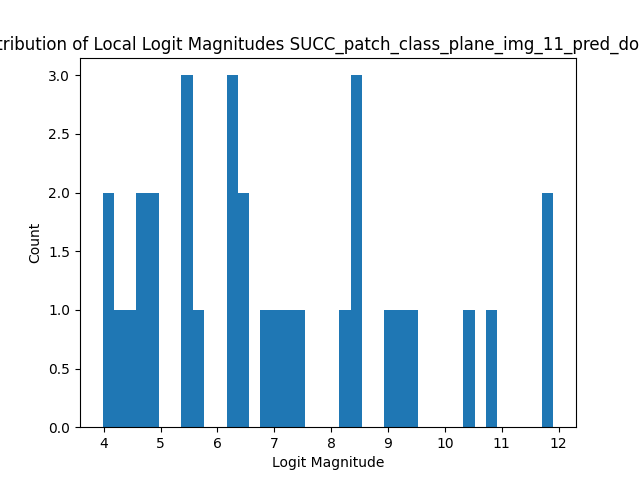 tribution of Local Logit Magnitudes SUCC_patch_class_plane_img_11_pred_do
3.0
2.5
2.0
1.5
1.0
0.5
0.0
Count
4 5 6 7 8 9 10 11 12
Logit Magnitude